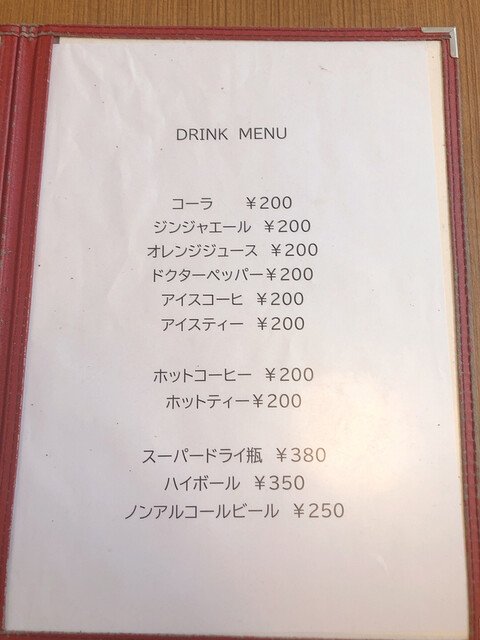 DRINK MENU
コーラ ￥200
ジンジャエール ￥200
オレンジジュース ￥200
ドクターペッパー￥200
アイスコーヒ ￥200
アイスティー ￥200
ホットコーヒー ￥200
ホットティー￥200
スーパードライ瓶 ￥380
ハイボール ￥350
ノンアルコールビール ￥250